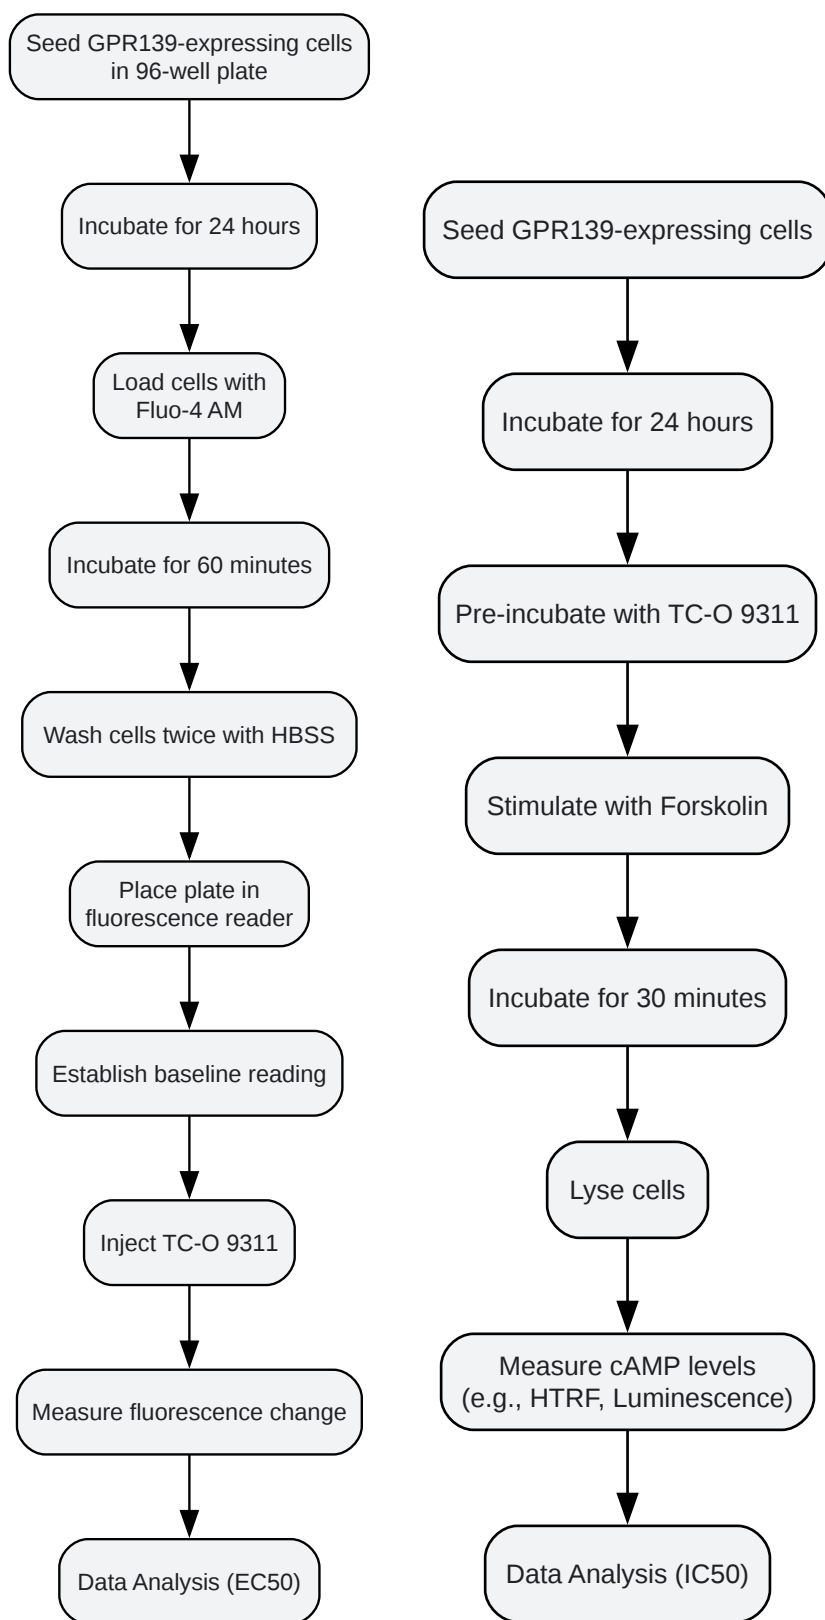 Seed GPR139-expressing cells
in 96-well plate
Incubate for 24 hours
Load cells with
Fluo-4 AM
Incubate for 60 minutes
Wash cells twice with HBSS
Place plate in
fluorescence reader
Establish baseline reading
Inject TC-O 9311
Measure fluorescence change
Data Analysis (EC50)
Seed GPR139-expressing cells
Incubate for 24 hours
Pre-incubate with TC-O 9311
Stimulate with Forskolin
Incubate for 30 minutes
Lyse cells
Measure cAMP levels
(e.g., HTRF, Luminescence)
Data Analysis (IC50)